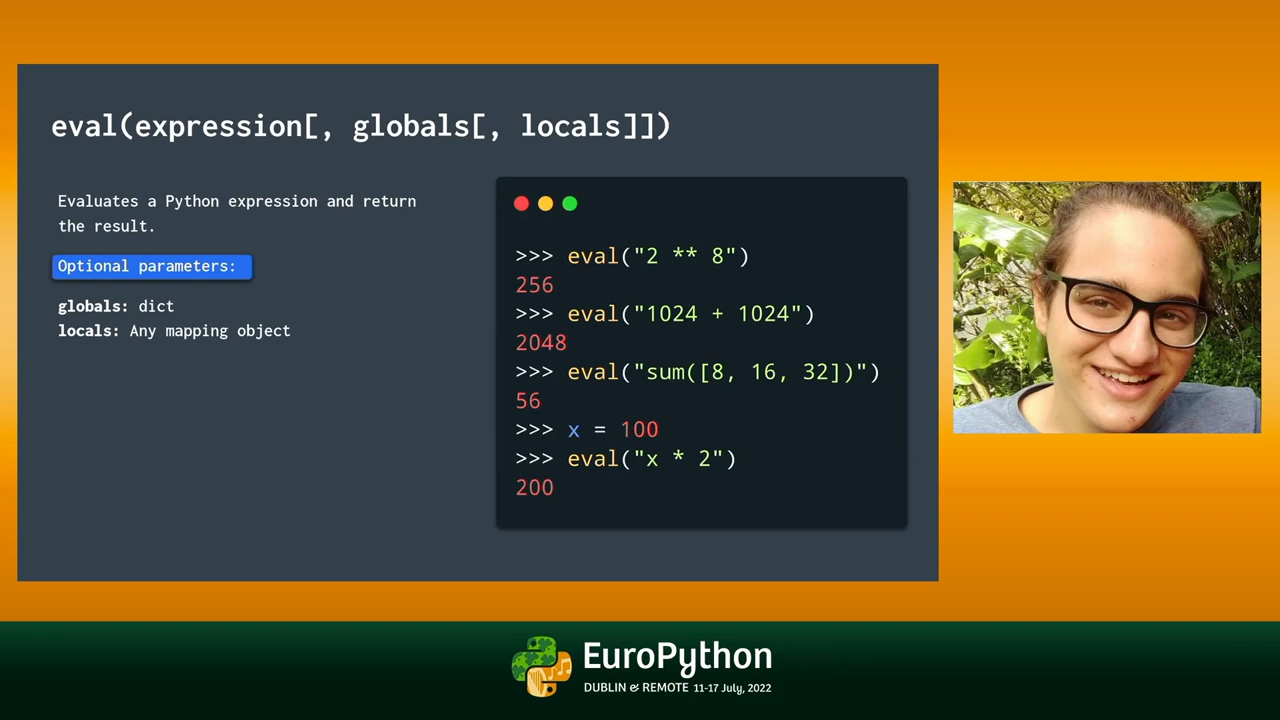 eval(expression[, globals[, locals]])
Evaluates a Python expression and return
the result.
Optional parameters:
globals: dict
locals: Any mapping object
>>> eval("2 ** 8")
256
>>> eval("1024 + 1024")
2048
>>> eval("sum([8, 16, 32])")
56
>>> x = 100
>>> eval("x * 2")
200
EuroPython
DUBLIN & REMOTE 11-17 July, 2022